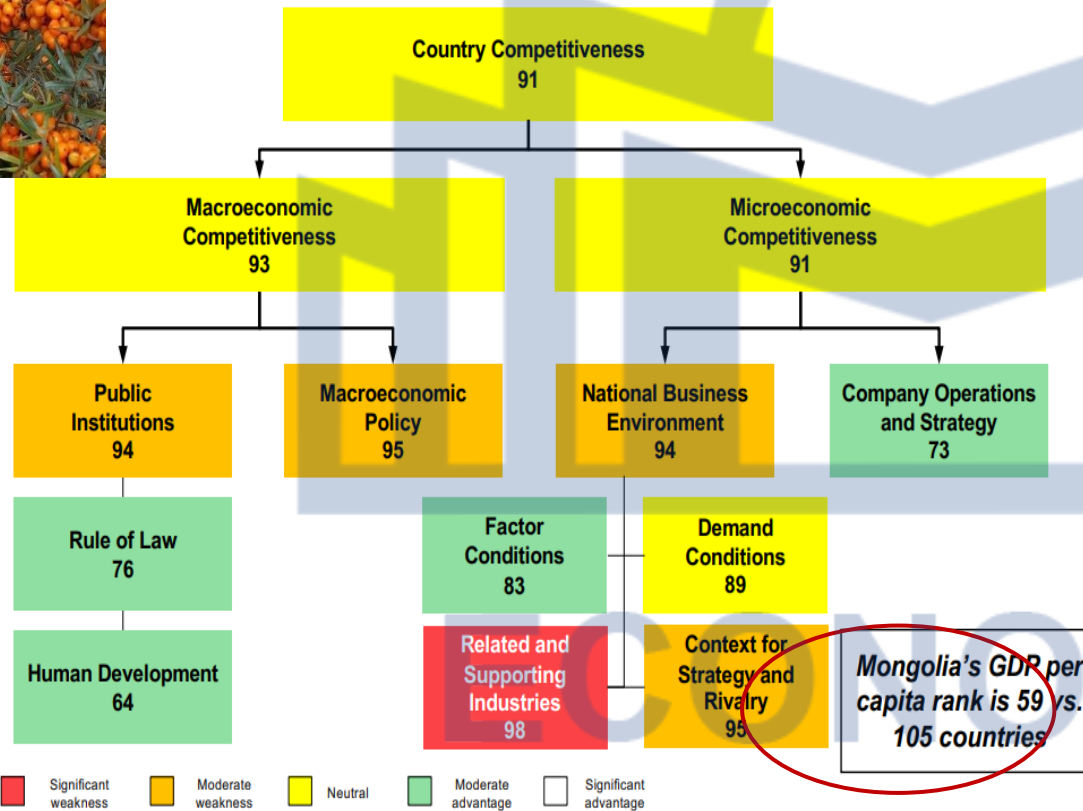 Country Competitiveness
91
Macroeconomic
Competitiveness
93
Microeconomic
Competitiveness
91
Public
Institutions
94
Macroeconomic
Policy
95
National Business
Environment
94
Company Operations
and Strategy
73
Rule of Law
76
Factor
Conditions
83
Demand
Conditions
89
Human Development
64
Related and
Supporting
Industries
98
Context for
Strategy and
Rivalry
95
Mongolia's GDP per
capita rank is 59 vs.
105 countries
ECONO
Significant
weakness
Moderate
weakness
Neutral
Moderate
advantage
Significant
advantage